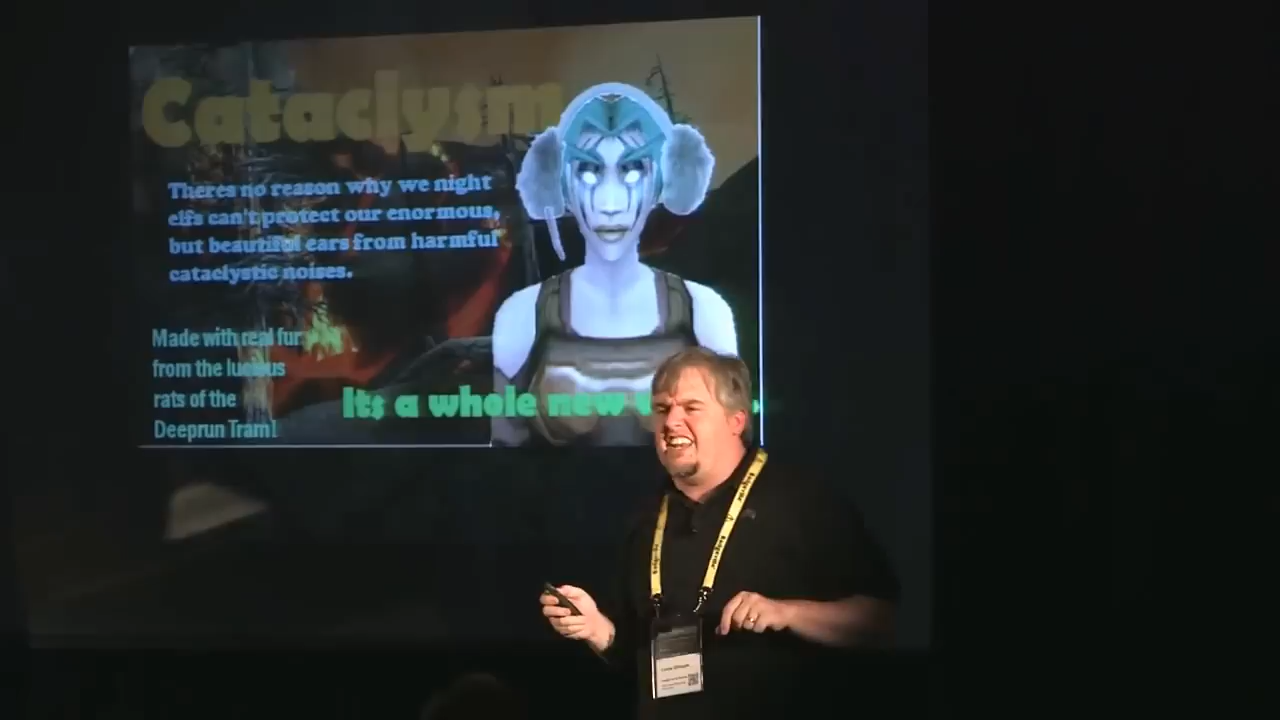 Cataclysm
Theres no reason why we night
elfs can't protect our enormous,
but beautiful ears from harmful
cataclystic noises.
Made with real fur
from the luscious
rats of the
Deeprun Tram!
Its a whole new